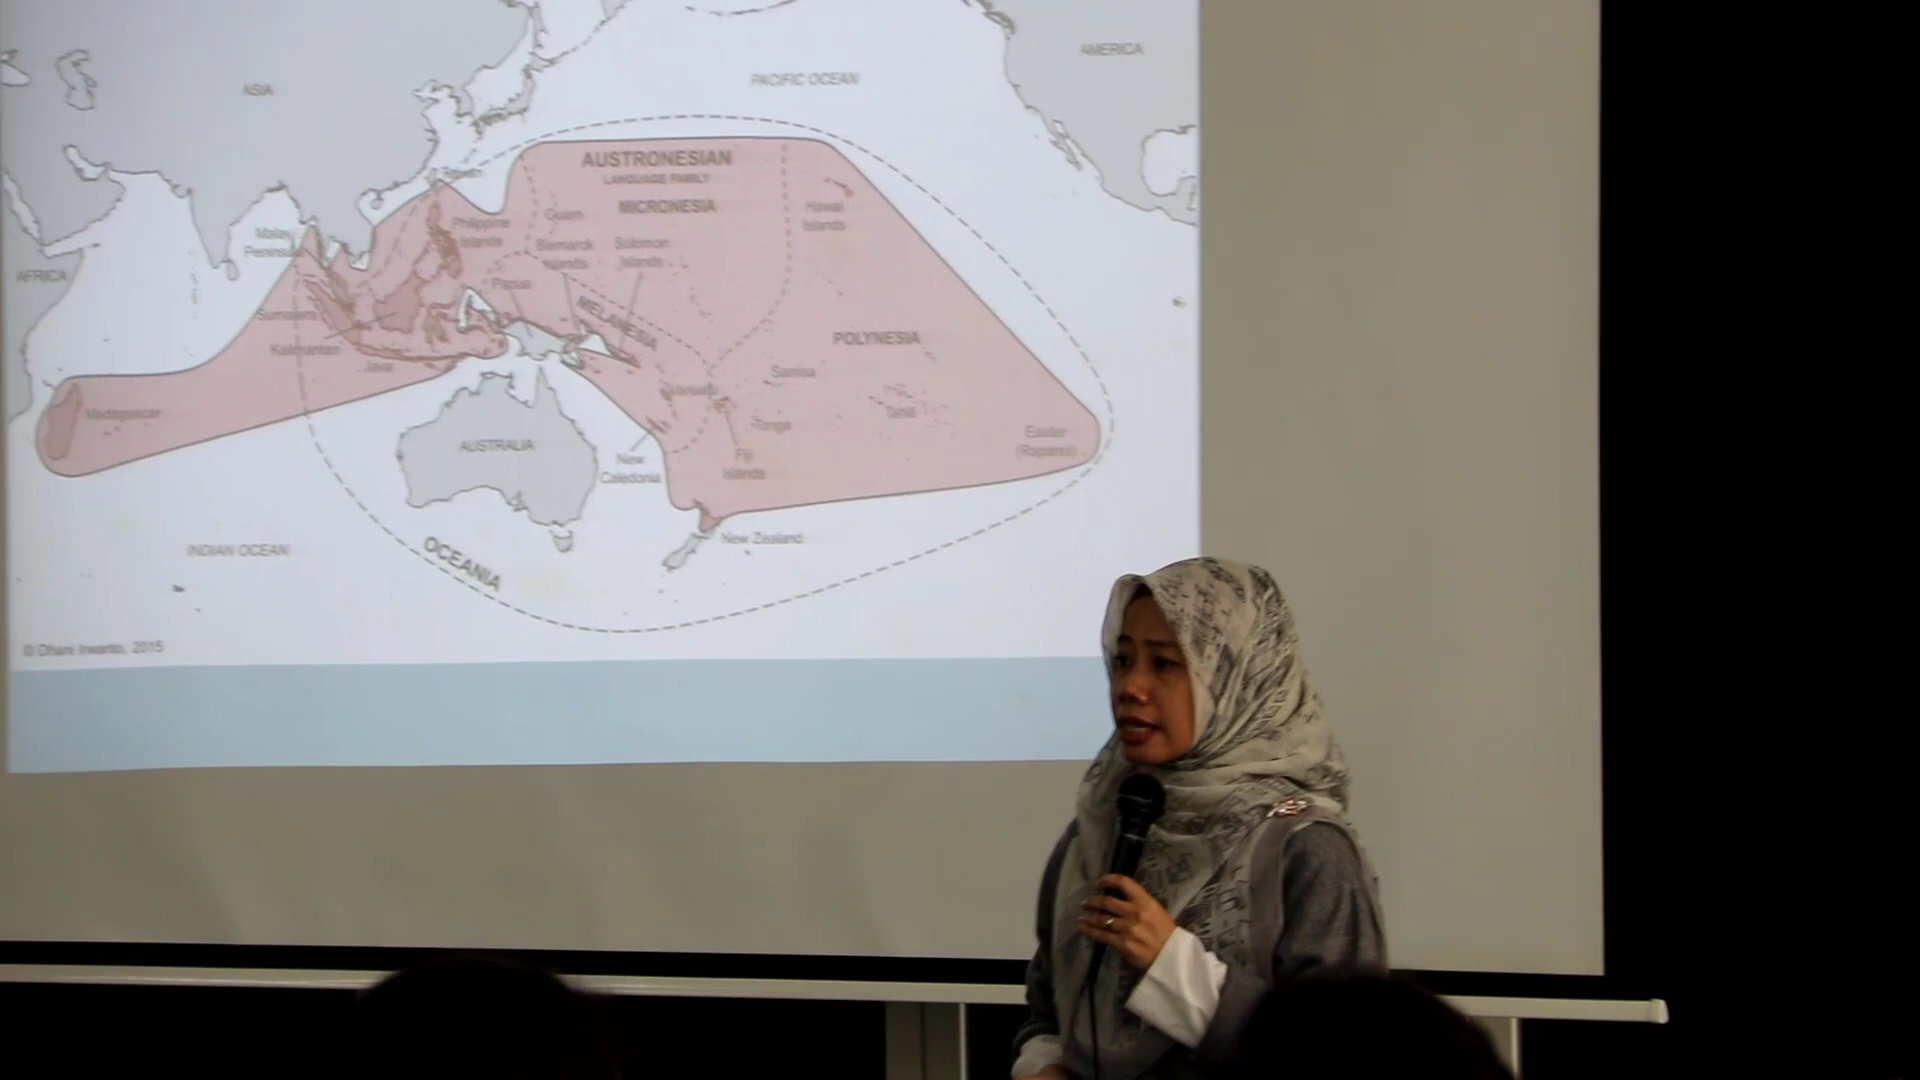 AMERICA
PACIFIC OCEAN
ASIA
AUSTRONESIAN
LANGUAGE FAMILY
Taiwan
MICRONESIA
Guam
Hawaii
Islands
Philippine
Islands
Malay
Peninsula
Bismarck
Islands
Solomon
Islands
AFRICA
Papua
MELANESIA
Sumatera
Kalimantan
Java
POLYNESIA
Samoa
Vanuatu
Tahiti
Madagascar
Tonga
Easter
(Rapanui)
AUSTRALIA
Fiji
Islands
New
Caledonia
New Zealand
INDIAN OCEAN
OCEANIA
© Dhani Irwanto, 2015